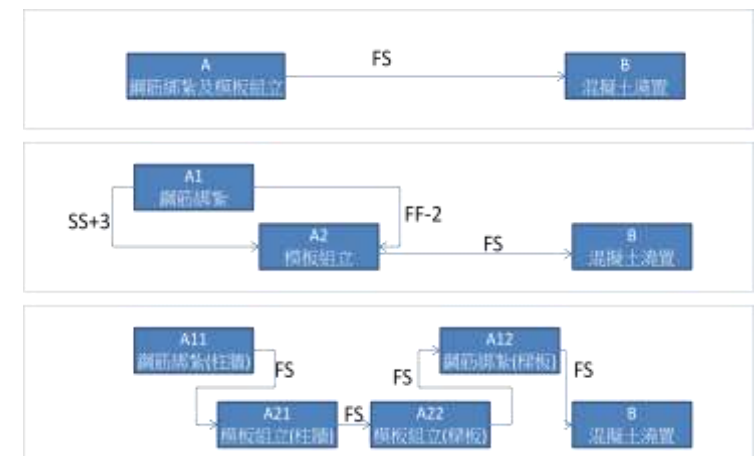 A
鋼筋綁紮及模板組立
FS
B
混凝土澆置
A1
鋼筋綁紮
SS+3
FF-2
A2
模板組立
FS
B
混凝土澆置
A11
鋼筋綁紮(柱牆)
FS
A21
模板組立(柱牆)
FS
A22
模板組立(樑板)
FS
A12
鋼筋綁紮(樑板)
FS
B
混凝土澆置